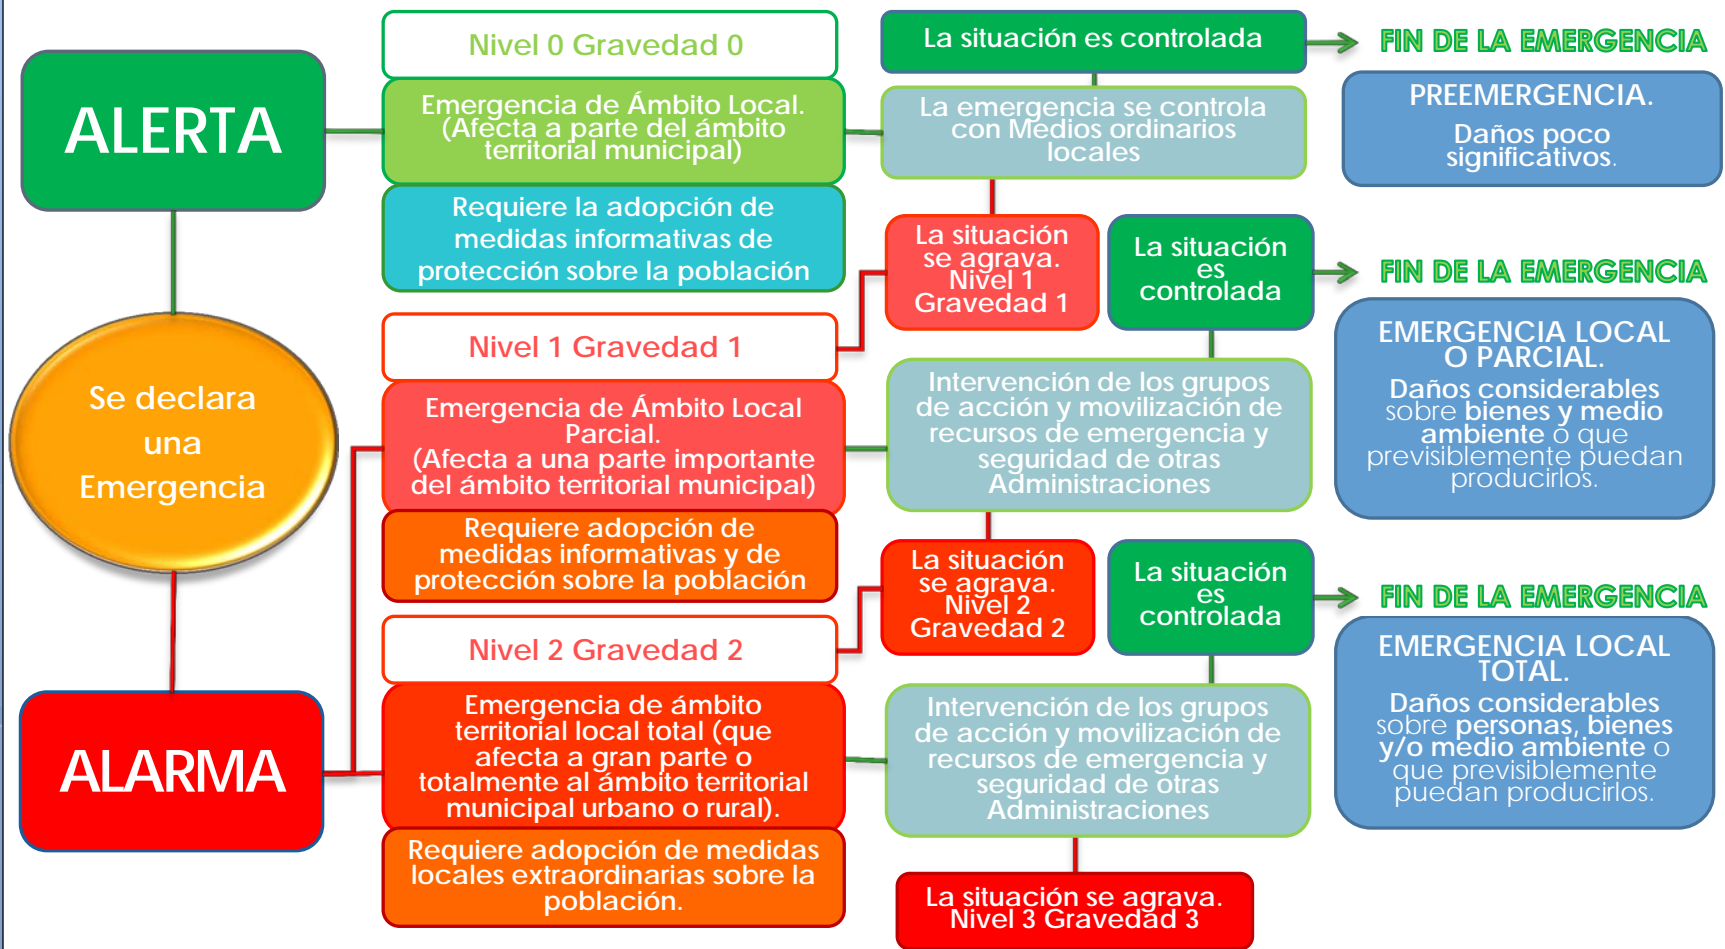 ALERTA
Se declara
una
Emergencia
ALARMA
Nivel 0 Gravedad 0
Emergencia de Ámbito Local.
(Afecta a parte del ámbito
territorial municipal)
Requiere la adopción de
medidas informativas de
protección sobre la población
La situación es controlada
FIN DE LA EMERGENCIA
La emergencia se controla
con Medios ordinarios
locales
PREEMERGENCIA.
Daños poco
significativos.
La situación
se agrava.
Nivel 1
Gravedad 1
La situación
es
controlada
FIN DE LA EMERGENCIA
Nivel 1 Gravedad 1
Emergencia de Ámbito Local
Parcial.
(Afecta a una parte importante
del ámbito territorial municipal)
Requiere adopción de
medidas informativas y de
protección sobre la población
Intervención de los grupos
de acción y movilización de
recursos de emergencia y
seguridad de otras
Administraciones
EMERGENCIA LOCAL
O PARCIAL.
Daños considerables
sobre bienes y medio
ambiente o que
previsiblemente puedan
producirlos.
La situación
se agrava.
Nivel 2
Gravedad 2
La situación
es
controlada
FIN DE LA EMERGENCIA
Nivel 2 Gravedad 2
Emergencia de ámbito
territorial local total (que
afecta a gran parte o
totalmente al ámbito territorial
municipal urbano o rural).
Requiere adopción de medidas
locales extraordinarias sobre la
población.
Intervención de los grupos
de acción y movilización de
recursos de emergencia y
seguridad de otras
Administraciones
EMERGENCIA LOCAL
TOTAL.
Daños considerables
sobre personas, bienes
y/o medio ambiente o
que previsiblemente
puedan producirlos.
La situación se agrava.
Nivel 3 Gravedad 3